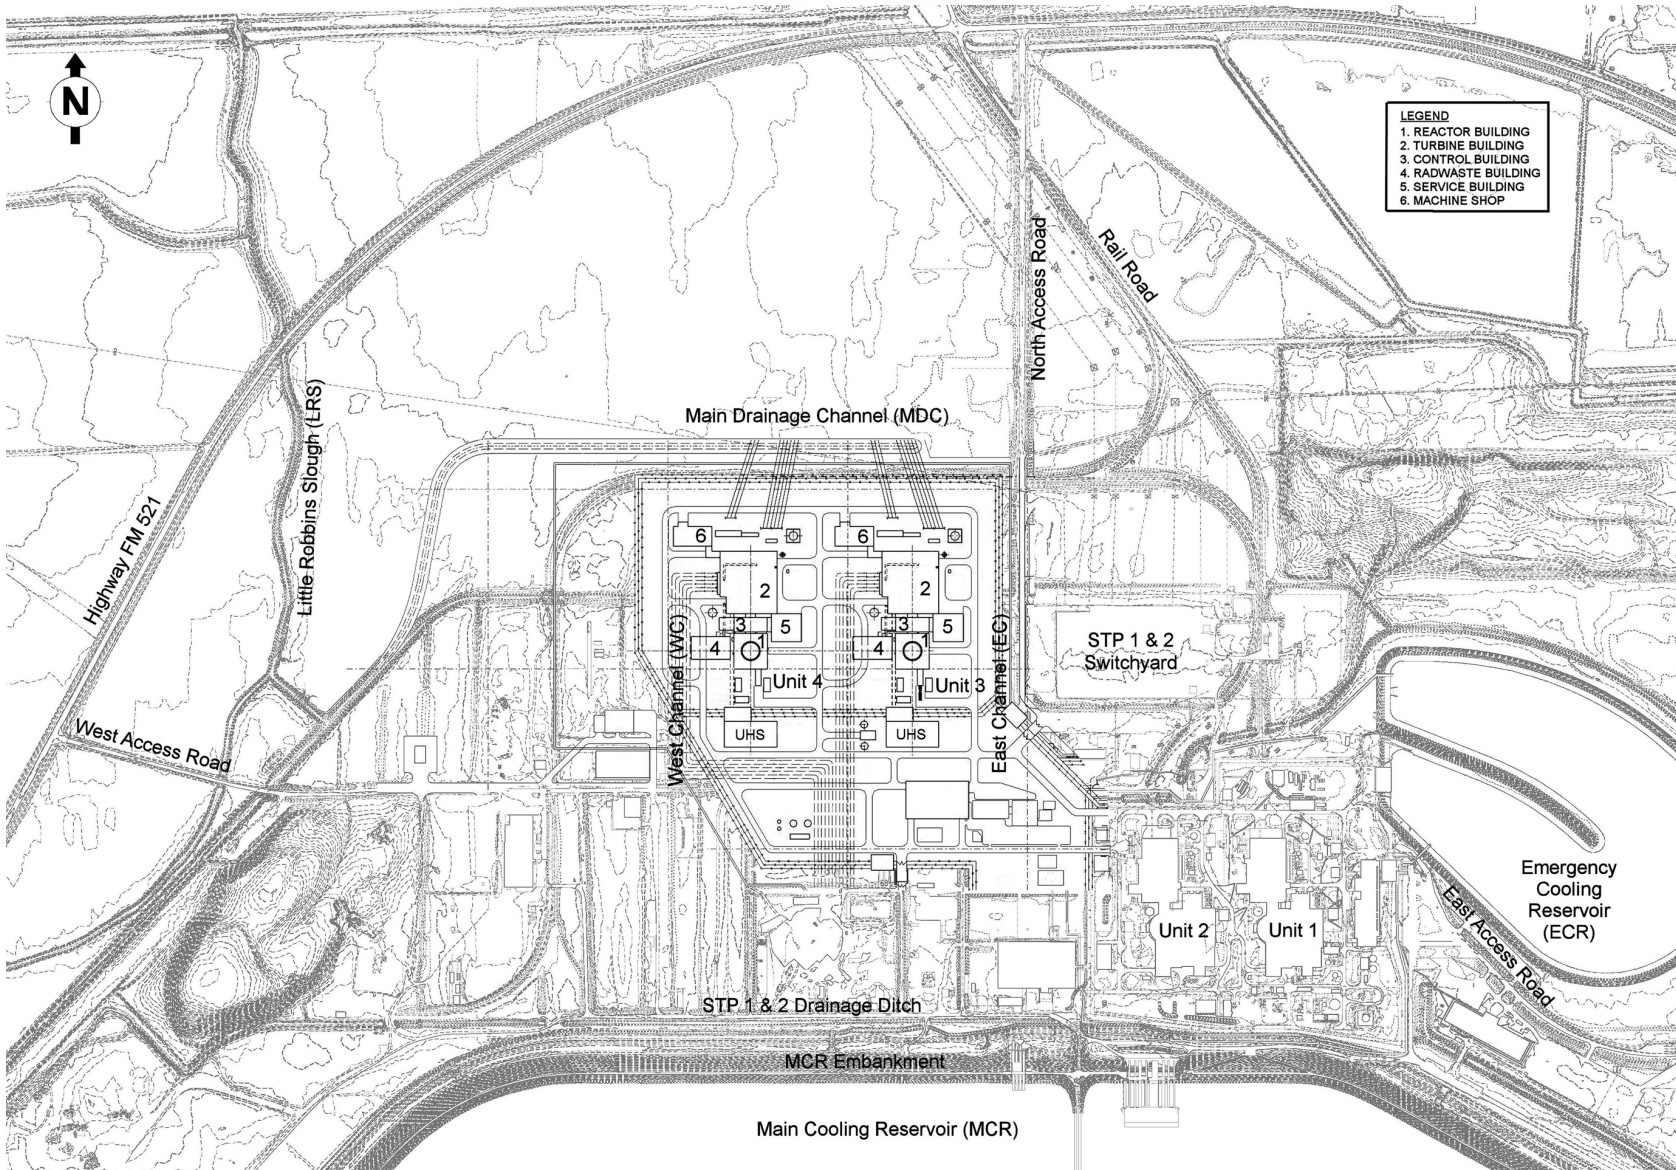 N
LEGEND
1. REACTOR BUILDING
2. TURBINE BUILDING
3. CONTROL BUILDING
4. RADWASTE BUILDING
5. SERVICE BUILDING
6. MACHINE SHOP
North Access Road
Rail Road
Little Robbins Slough (LRS)
Highway FM 521
Main Drainage Channel (MDC)
6
6
2
2
3
5
3
5
4
1
4
1
STP 1 & 2
Switchyard
Unit 4
Unit 3
West Channel (WC)
East Channel (EC)
UHS
UHS
West Access Road
Emergency
Cooling
Reservoir
(ECR)
East Access Road
Unit 2
Unit 1
STP 1 & 2 Drainage Ditch
MCR Embankment
Main Cooling Reservoir (MCR)